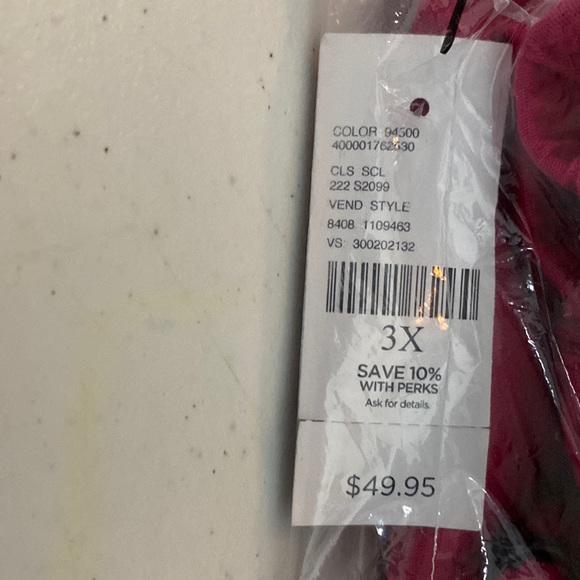 COLOR 94500
400001762630
CLS SCL
222 S2099
VEND STYLE
8408 1109463
VS: 300202132
3X
SAVE 10%
WITH PERKS
Ask for details.
$49.95